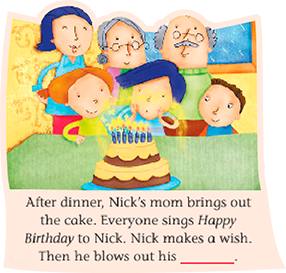 After dinner, Nick's mom brings out
the cake. Everyone sings Happy
Birthday to Nick. Nick makes a wish.
Then he blows out his ______.